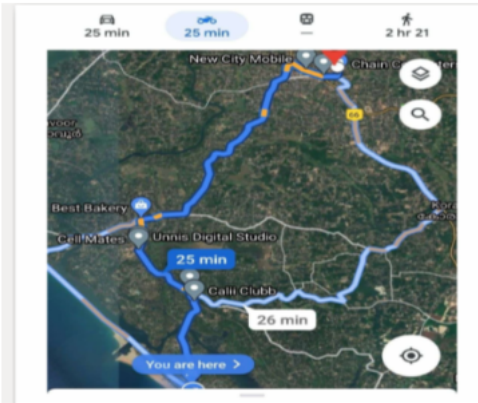 25 min
25 min
—
2 hr 21
New City Mobile
Chain C
66
Best Bakery
Cell Mates
Unnis Digital Studio
25 min
Calii Clubb
26 min
You are here >